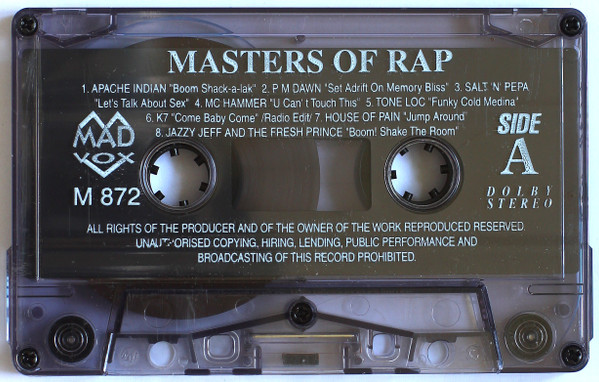 MASTERS OF RAP
1. APACHE INDIAN "Boom Shack-a-lak" 2. P M DAWN "Set Adrift On Memory Bliss" 3. SALT 'N' PEPA
"Let's Talk About Sex" 4. MC HAMMER "U Can't Touch This" 5. TONE LOC "Funky Cold Medina"
6. K7 "Come Baby Come" /Radio Edit/ 7. HOUSE OF PAIN "Jump Around"
8. JAZZY JEFF AND THE FRESH PRINCE "Boom! Shake The Room"
MAD
VOX
M 872
SIDE
A
DOLBY
STEREO
ALL RIGHTS OF THE PRODUCER AND OF THE OWNER OF THE WORK REPRODUCED RESERVED.
UNAUTHORISED COPYING, HIRING, LENDING, PUBLIC PERFORMANCE AND
BROADCASTING OF THIS RECORD PROHIBITED.